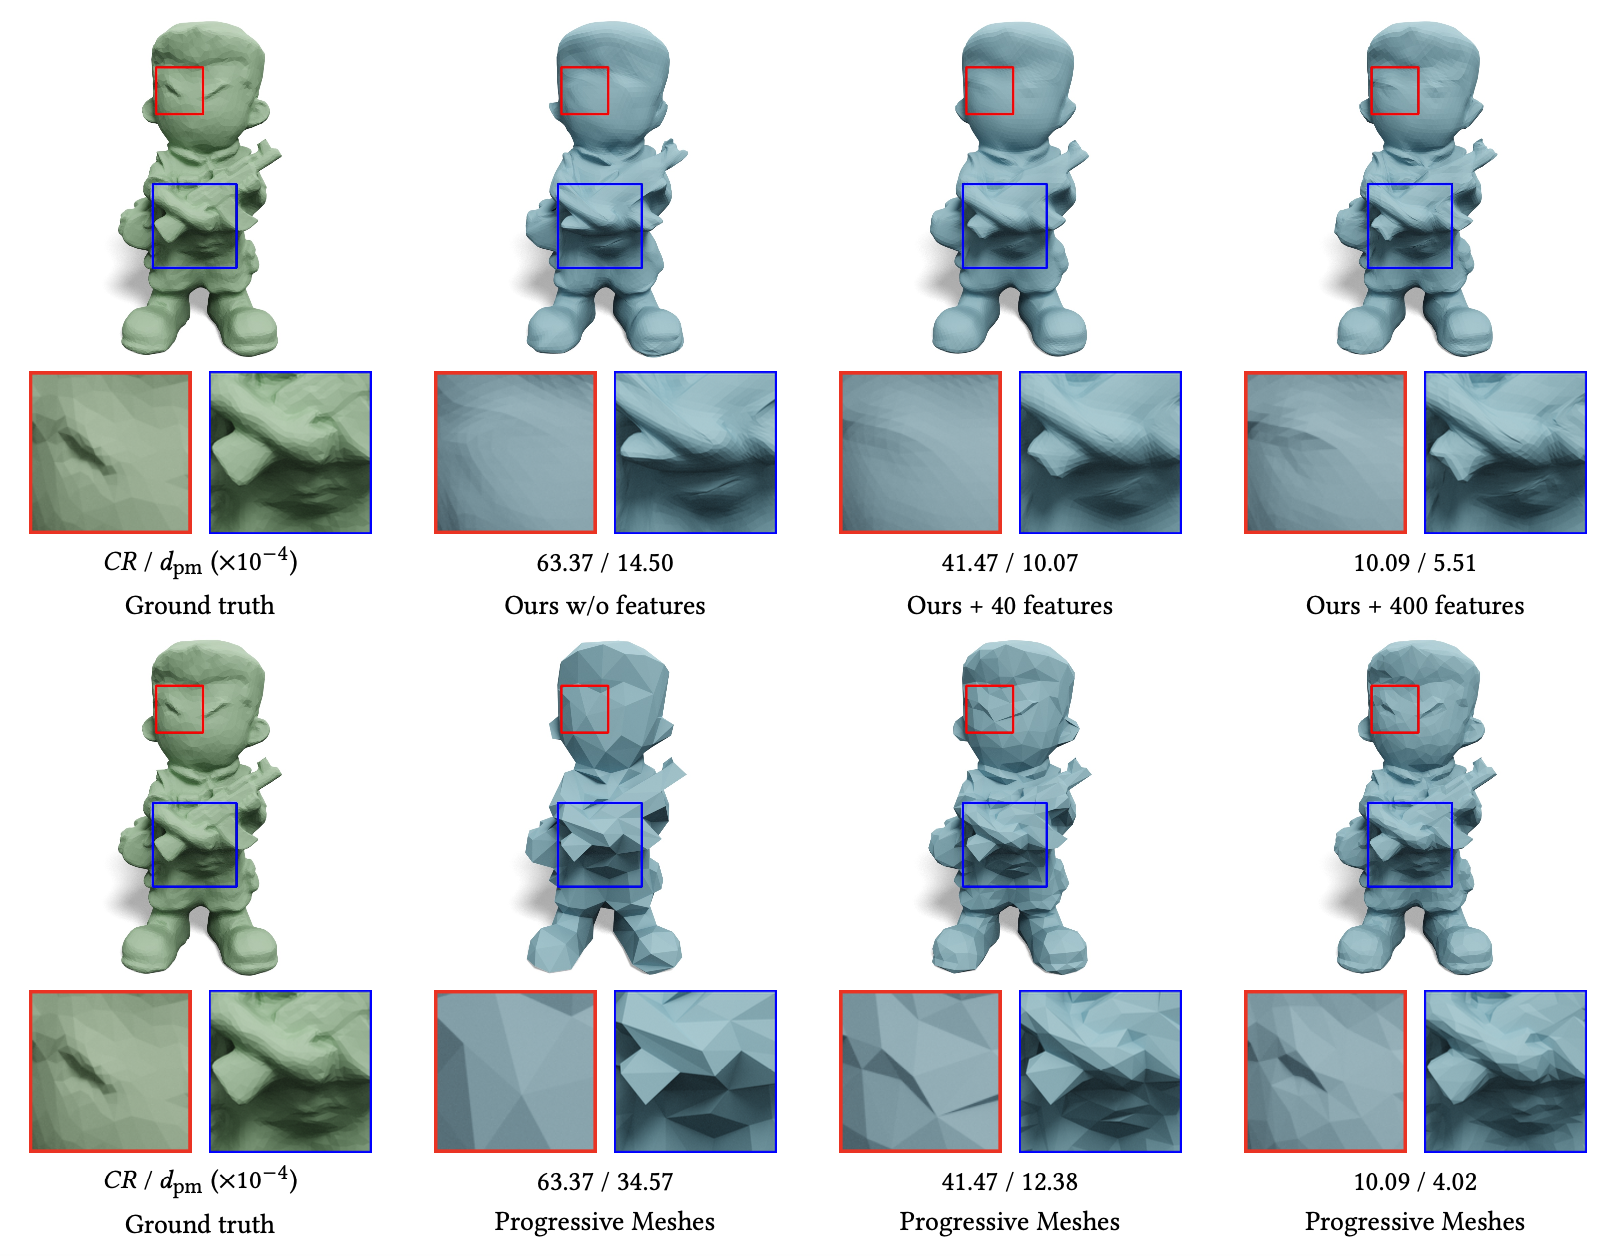 CR / dpm (×10−4)
63.37 / 14.50
41.47 / 10.07
10.09 / 5.51
Ground truth
Ours w/o features
Ours + 40 features
Ours + 400 features
CR / dpm (×10−4)
63.37 / 34.57
41.47 / 12.38
10.09 / 4.02
Ground truth
Progressive Meshes
Progressive Meshes
Progressive Meshes